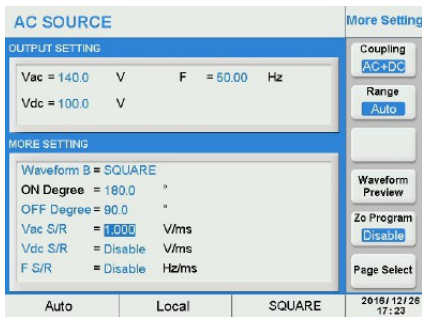 AC SOURCE
More Setting
OUTPUT SETTING
Vac = 140.0 V F = 50.00 Hz
Vdc = 100.0 V
MORE SETTING
Waveform B = SQUARE
ON Degree = 180.0 °
OFF Degree = 90.0 °
Vac S/R = 1.000 V/ms
Vdc S/R = Disable V/ms
F S/R = Disable Hz/ms
Coupling
AC+DC
Range
Auto
Waveform
Preview
Zo Program
Disable
Page Select
Auto Local SQUARE
2016/12/26
17:23